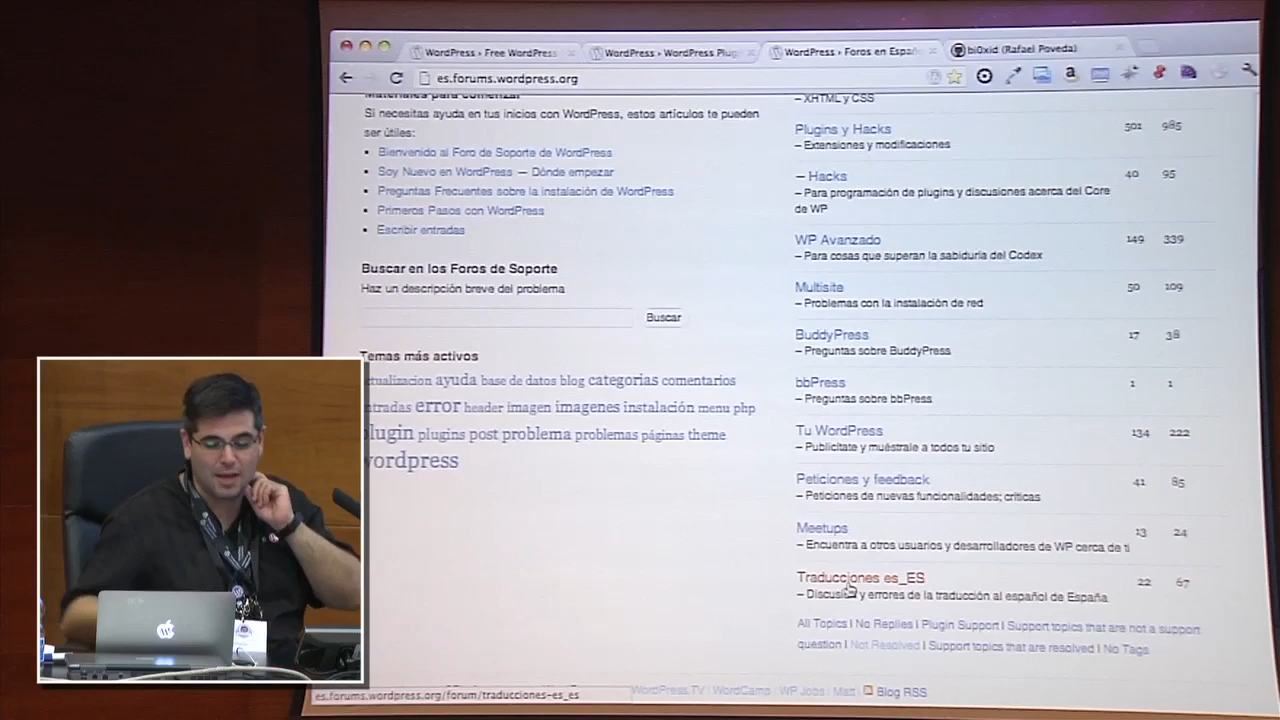 WordPress › Free WordPress
WordPress › WordPress Plug
WordPress › Foros en Españ
bi0xid (Rafael Poveda)
es.forums.wordpress.org
Materiales para comenzar
Si necesitas ayuda en tus inicios con WordPress, estos artículos te pueden
ser útiles:
• Bienvenido al Foro de Soporte de WordPress
• Soy Nuevo en WordPress — Dónde empezar
• Preguntas Frecuentes sobre la instalación de WordPress
• Primeros Pasos con WordPress
• Escribir entradas
Buscar en los Foros de Soporte
Haz un descripción breve del problema
Buscar
Temas más activos
ctualizacion ayuda base de datos blog categorias comentarios
ntradas error header imagen imagenes instalación menu php
plugin plugins post problema problemas páginas theme
wordpress
– XHTML y CSS
Plugins y Hacks 501 985
– Extensiones y modificaciones
– Hacks 40 95
– Para programación de plugins y discusiones acerca del Core
de WP
WP Avanzado 149 339
– Para cosas que superan la sabiduría del Codex
Multisite 50 109
– Problemas con la instalación de red
BuddyPress 17 38
– Preguntas sobre BuddyPress
bbPress 1 1
– Preguntas sobre bbPress
Tu WordPress 134 222
– Publicítate y muéstrale a todos tu sitio
Peticiones y feedback 41 85
– Peticiones de nuevas funcionalidades; críticas
Meetups 13 24
– Encuentra a otros usuarios y desarrolladores de WP cerca de ti
Traducciones es_ES 22 67
– Discusión y errores de la traducción al español de España
All Topics | No Replies | Plugin Support | Support topics that are not a support
question | Not Resolved | Support topics that are resolved | No Tags
es.forums.wordpress.org/forum/traducciones-es_es
WordPress.TV | WordCamp | WP Jobs | Matt | Blog RSS